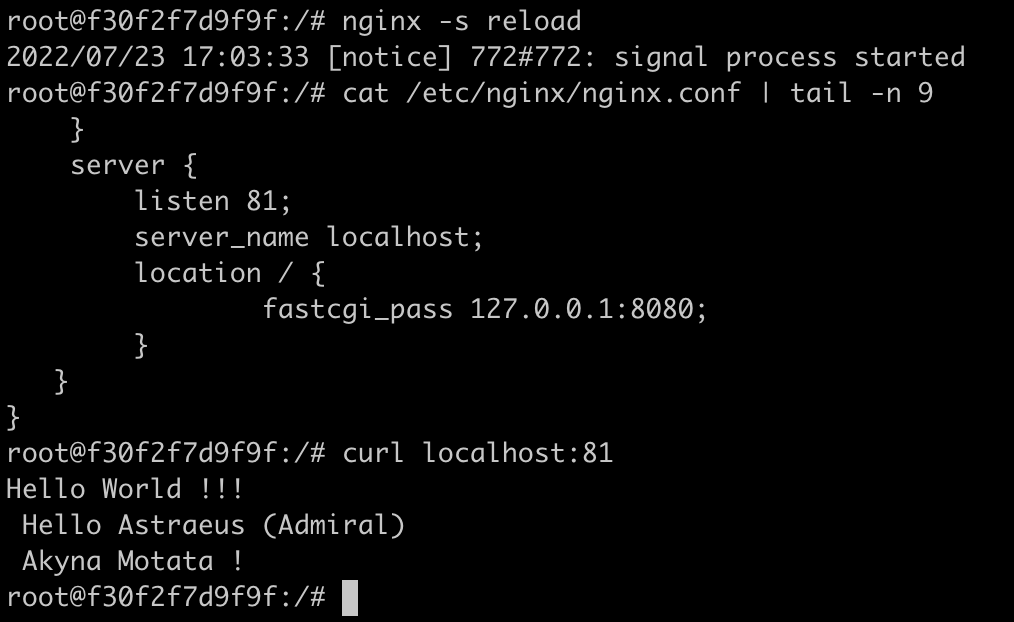 root@f30f2f7d9f9f:/# nginx -s reload
2022/07/23 17:03:33 [notice] 772#772: signal process started
root@f30f2f7d9f9f:/# cat /etc/nginx/nginx.conf | tail -n 9
    }
    server {
        listen 81;
        server_name localhost;
        location / {
                fastcgi_pass 127.0.0.1:8080;
        }
   }
}
root@f30f2f7d9f9f:/# curl localhost:81
Hello World !!!
 Hello Astraeus (Admiral)
 Akyna Motata !
root@f30f2f7d9f9f:/#